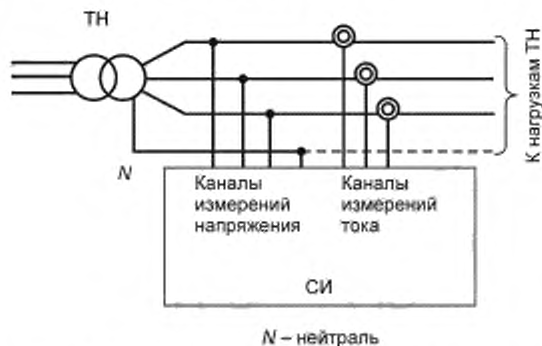 ТН
К нагрузкам ТН
N
Каналы
измерений
напряжения
Каналы
измерений
тока
СИ
N – нейтраль